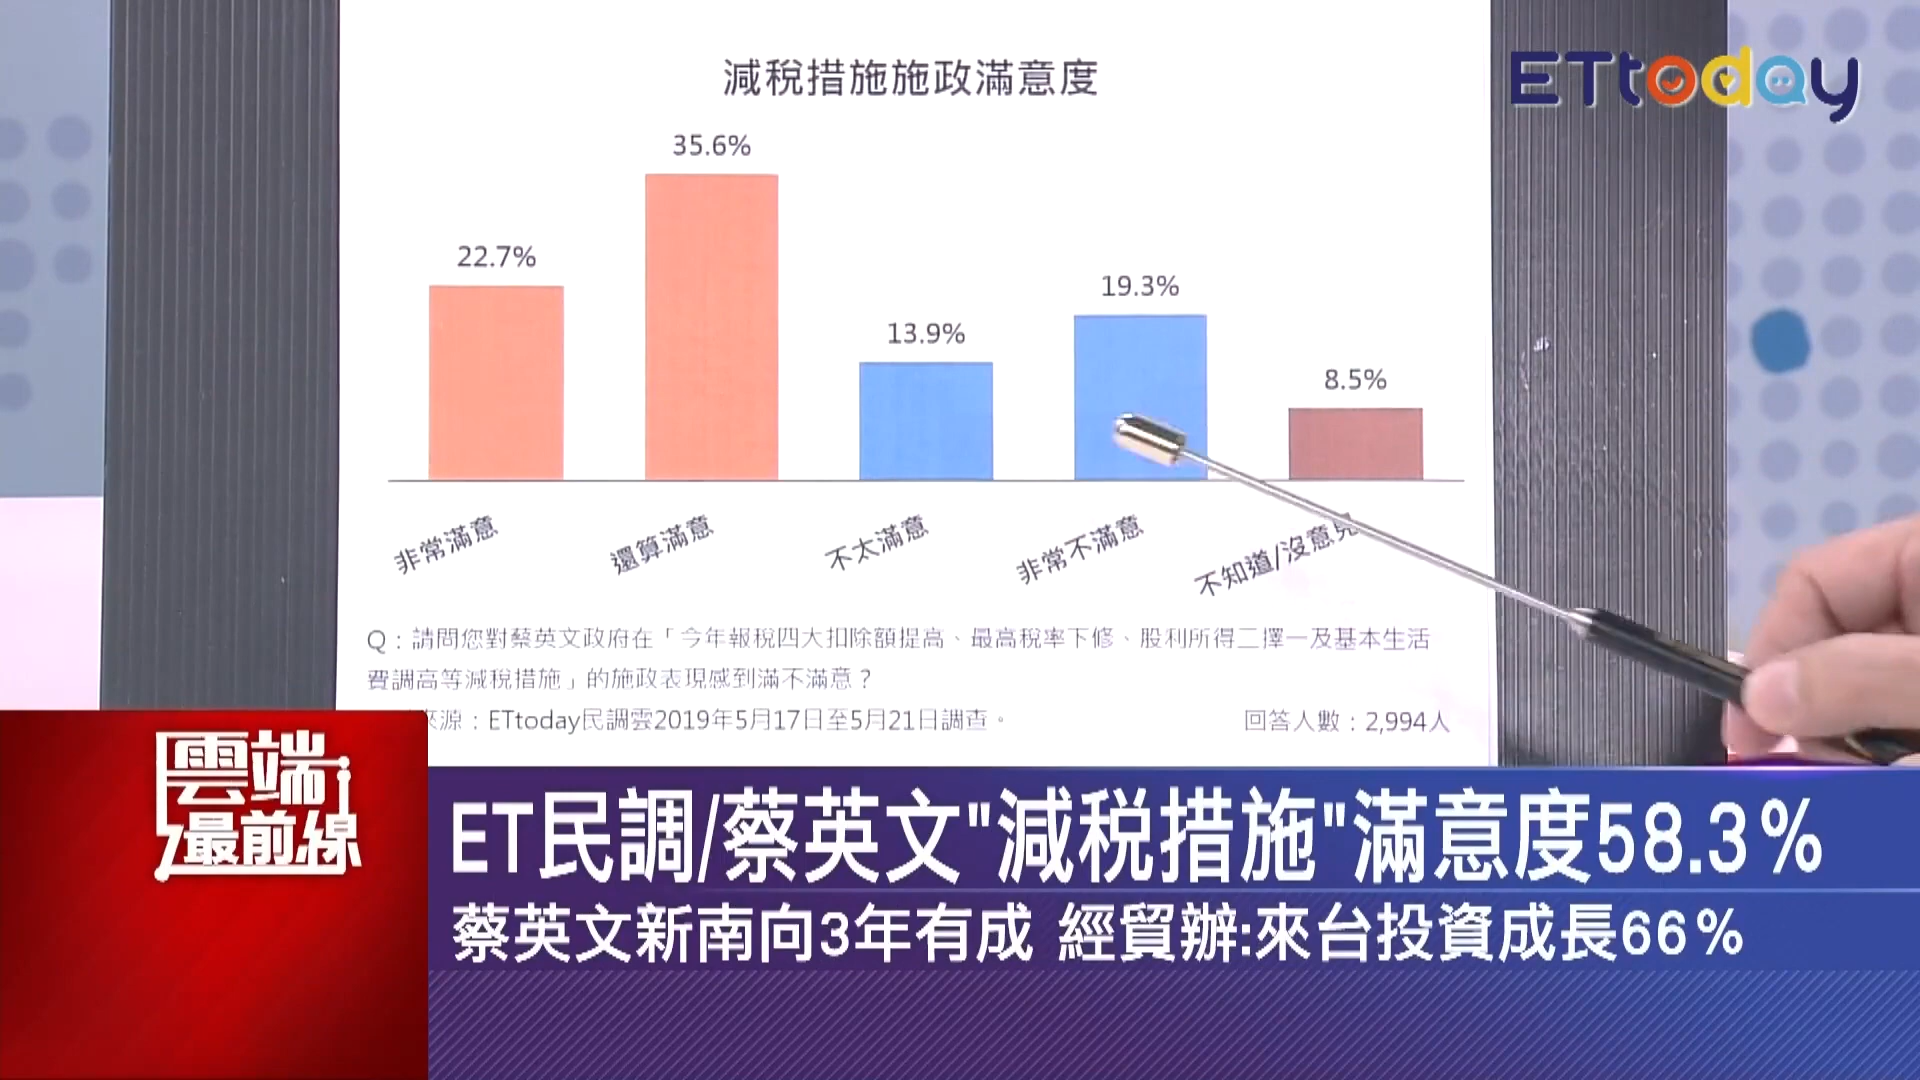 減稅措施施政滿意度
ETtoday
35.6%
22.7%
19.3%
13.9%
8.5%
非常滿意
還算滿意
不太滿意
非常不滿意
不知道/沒意見
Q：請問您對蔡英文政府在「今年報稅四大扣除額提高、最高稅率下修、股利所得二擇一及基本生活
費調高等減稅措施」的施政表現感到滿不滿意？
來源：ETtoday民調雲2019年5月17日至5月21日調查。
回答人數：2,994人
雲端
最前線
ET民調/蔡英文"減稅措施"滿意度58.3%
蔡英文新南向3年有成 經貿辦:來台投資成長66%